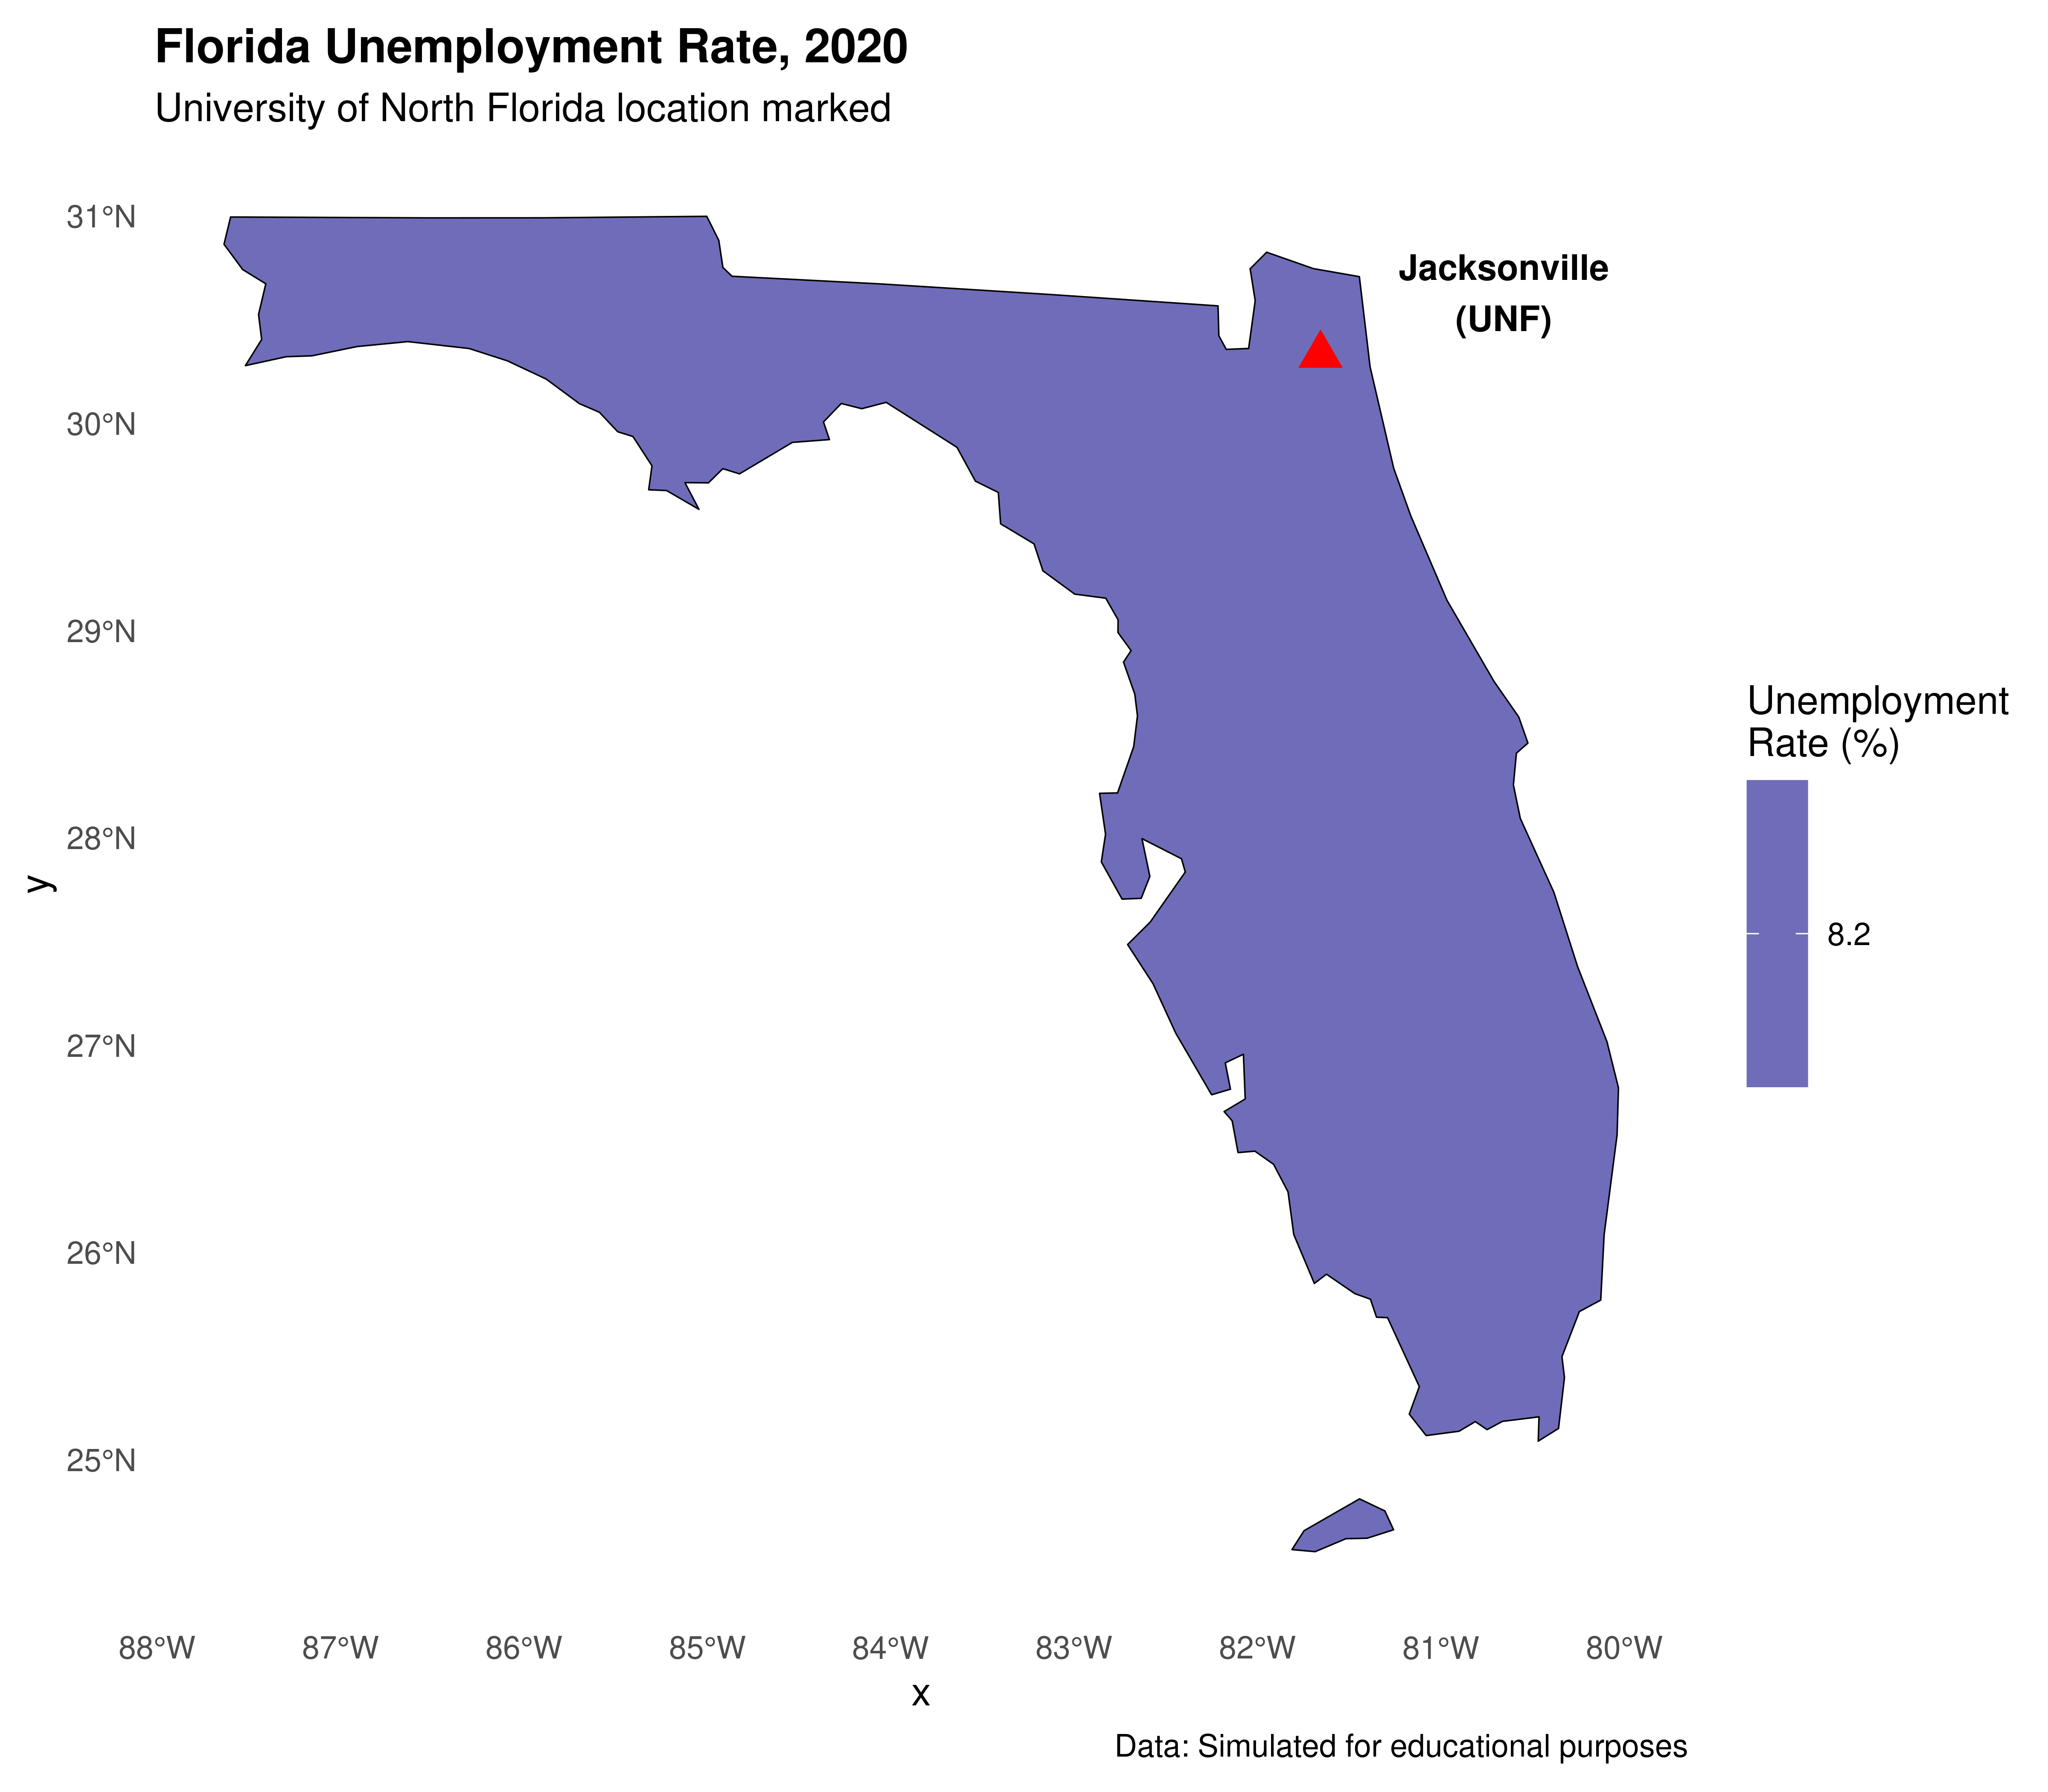 Florida Unemployment Rate, 2020
University of North Florida location marked
31°N
30°N
29°N
28°N
27°N
26°N
25°N
y
Jacksonville
(UNF)
Unemployment
Rate (%)
8.2
88°W 87°W 86°W 85°W 84°W 83°W 82°W 81°W 80°W
x
Data: Simulated for educational purposes